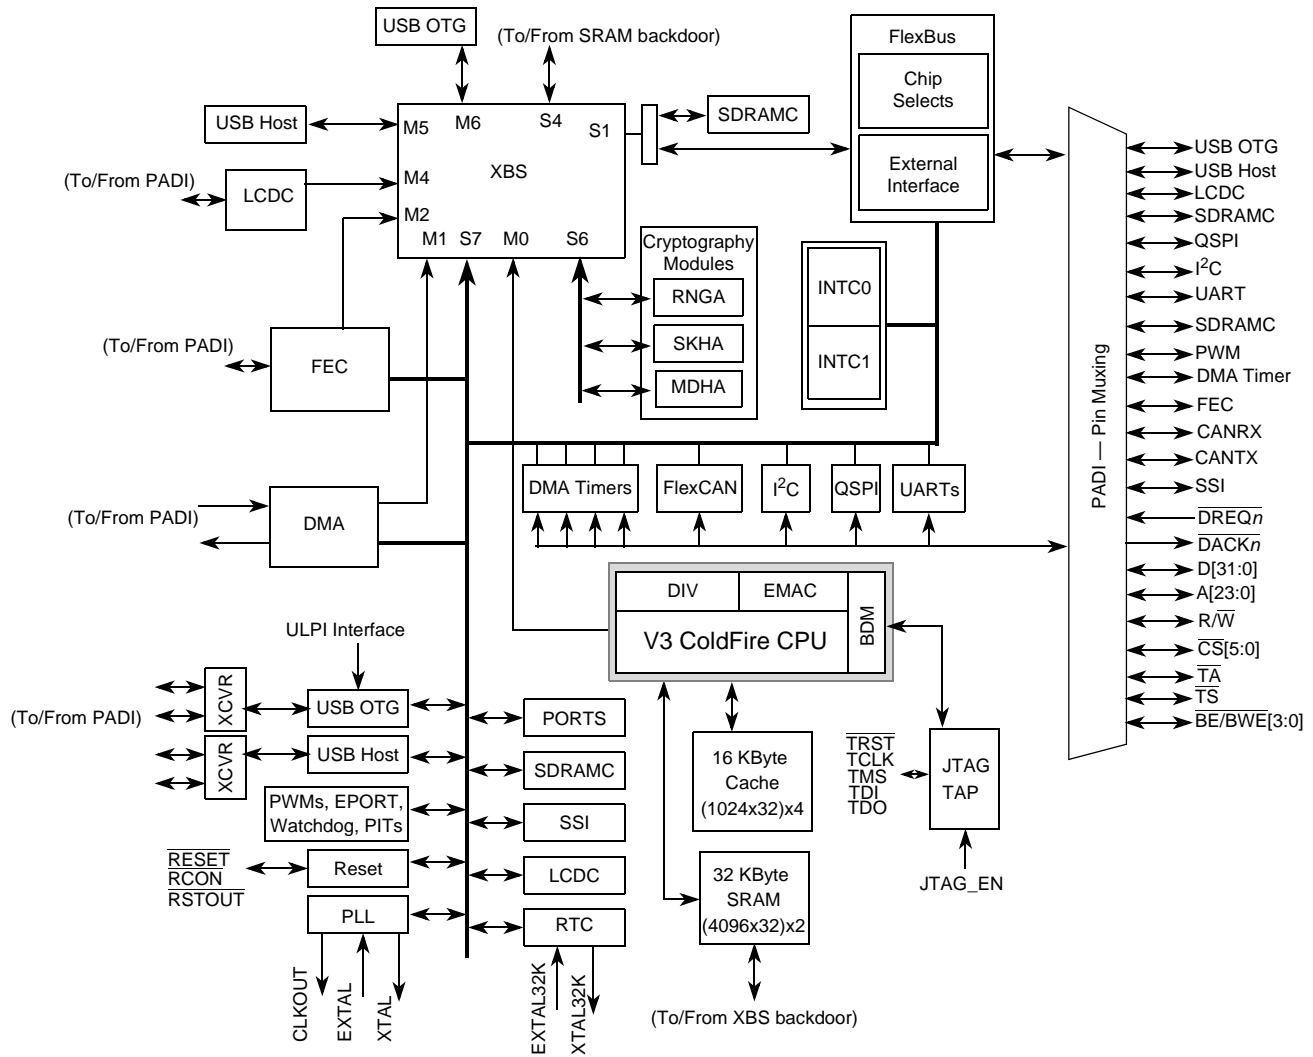 USB OTG
(To/From SRAM backdoor)
FlexBus
Chip
Selects
External
Interface
USB Host
M5
M6
S4
S1
SDRAMC
XBS
(To/From PADI)
LCDC
M4
M2
M1
S7
M0
S6
Cryptography
Modules
RNGA
SKHA
MDHA
INTC0
INTC1
(To/From PADI)
FEC
DMA Timers
FlexCAN
I²C
QSPI
UARTs
(To/From PADI)
DMA
DIV
EMAC
BDM
V3 ColdFire CPU
ULPI Interface
XCVR
USB OTG
(To/From PADI)
XCVR
USB Host
PWMs, EPORT,
Watchdog, PITs
RESET
RCON
RSTOUT
Reset
PLL
CLKOUT
EXTAL
XTAL
PORTS
SDRAMC
SSI
LCDC
RTC
EXTAL32K
XTAL32K
16 KByte
Cache
(1024x32)x4
32 KByte
SRAM
(4096x32)x2
(To/From XBS backdoor)
TRST
TCLK
TMS
TDI
TDO
JTAG
TAP
JTAG_EN
PADI — Pin Muxing
USB OTG
USB Host
LCDC
SDRAMC
QSPI
I²C
UART
SDRAMC
PWM
DMA Timer
FEC
CANRX
CANTX
SSI
DREQn
DACKn
D[31:0]
A[23:0]
R/W
CS[5:0]
TA
TS
BE/BWE[3:0]